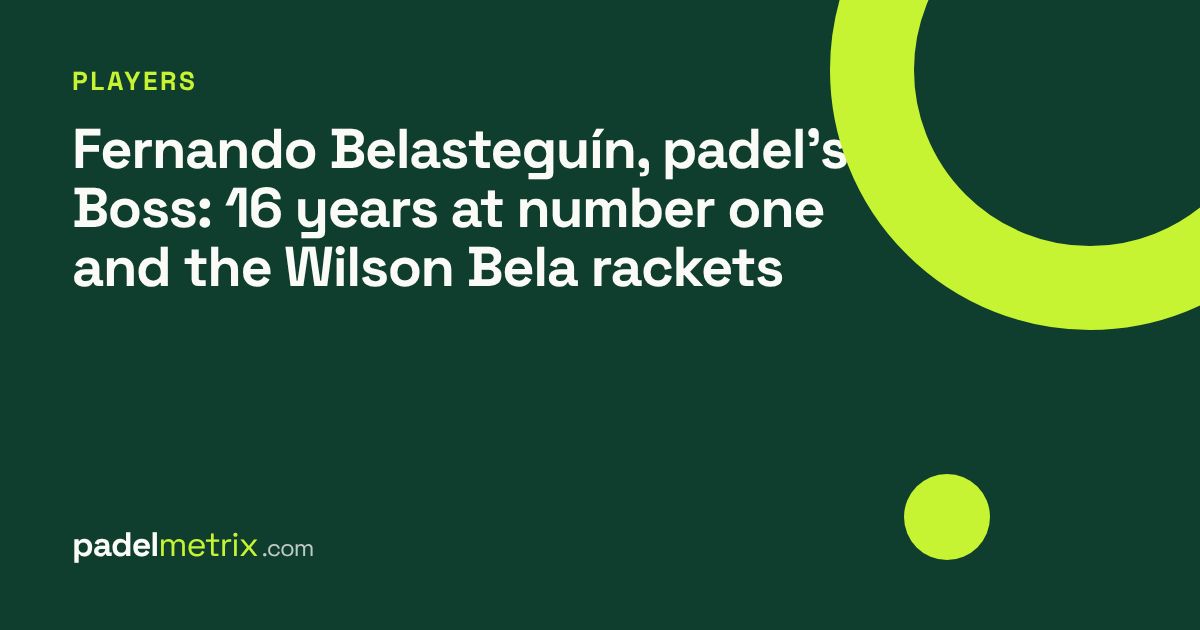 PLAYERS
Fernando Belasteguín, padel’s
Boss: 16 years at number one
and the Wilson Bela rackets
padelmetrix.com